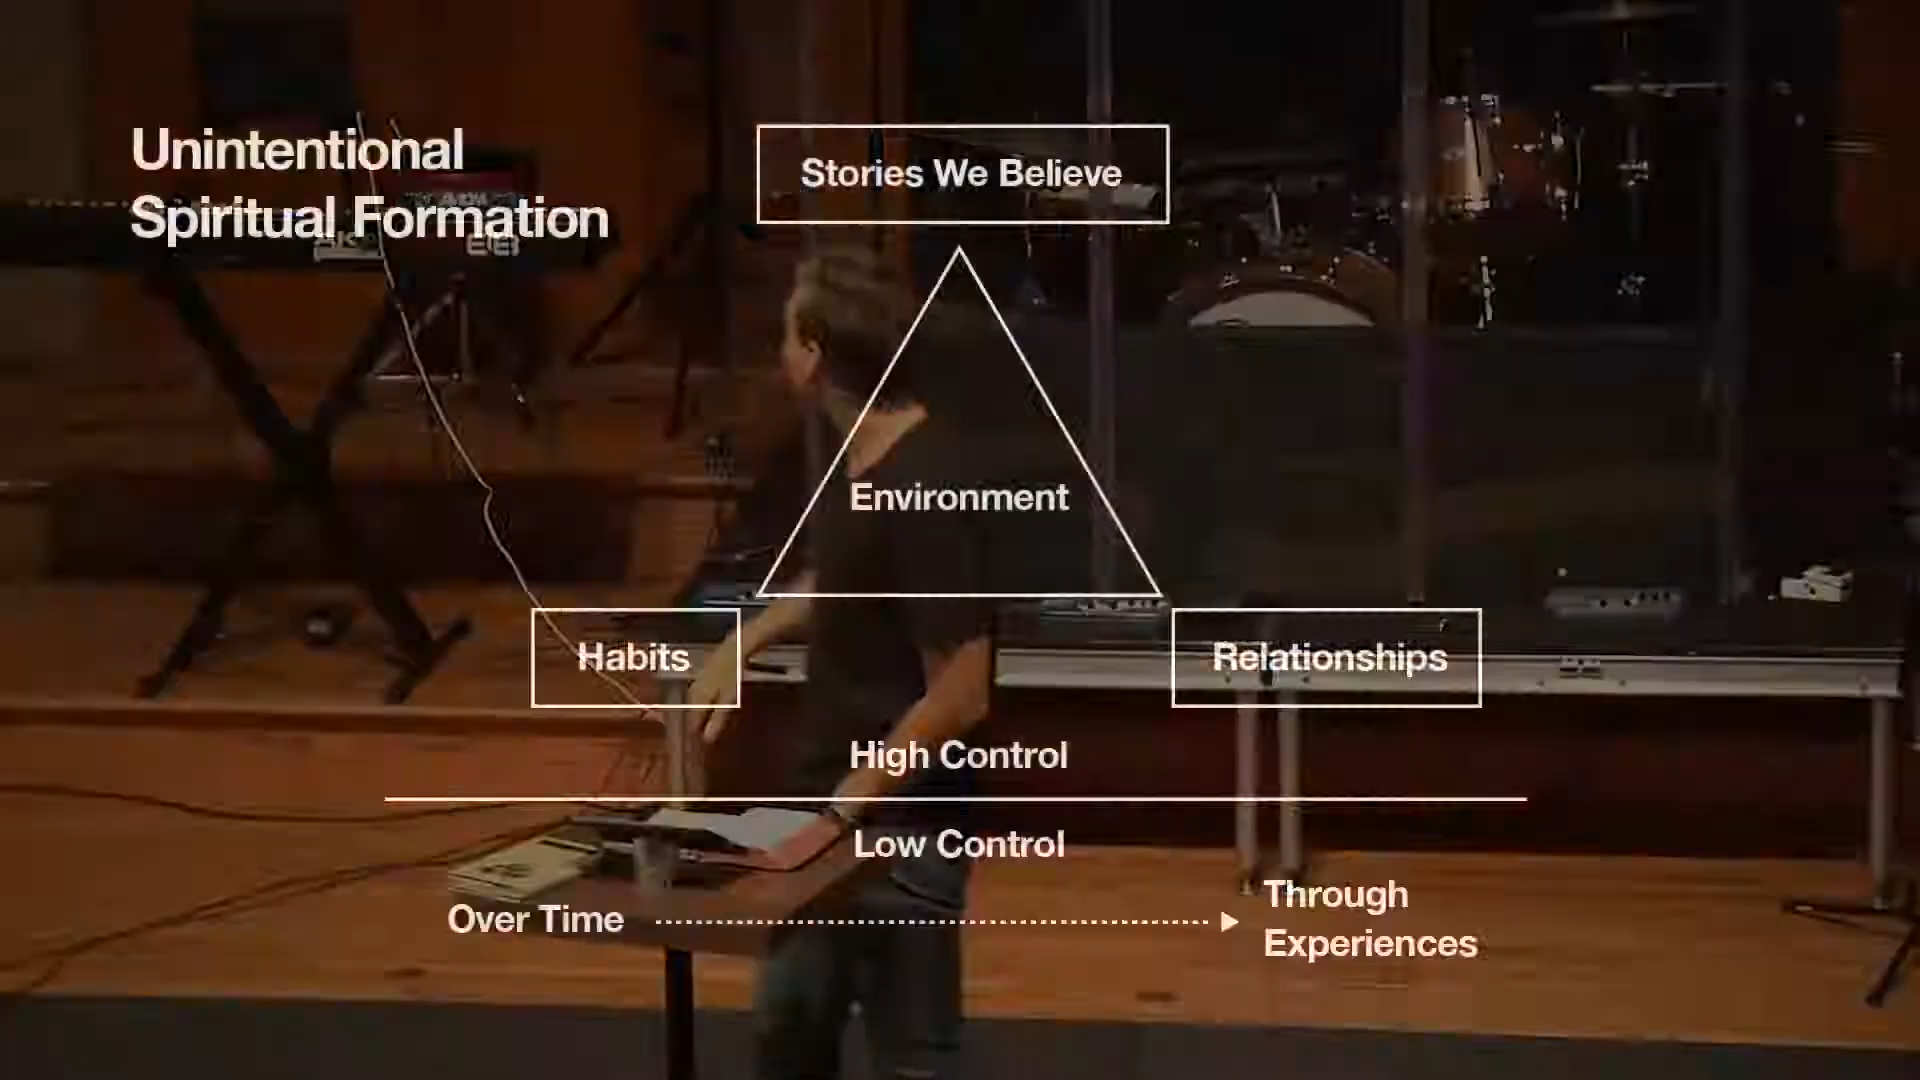 Unintentional
Spiritual Formation
Stories We Believe
Environment
Habits
Relationships
High Control
Low Control
Over Time
Through
Experiences